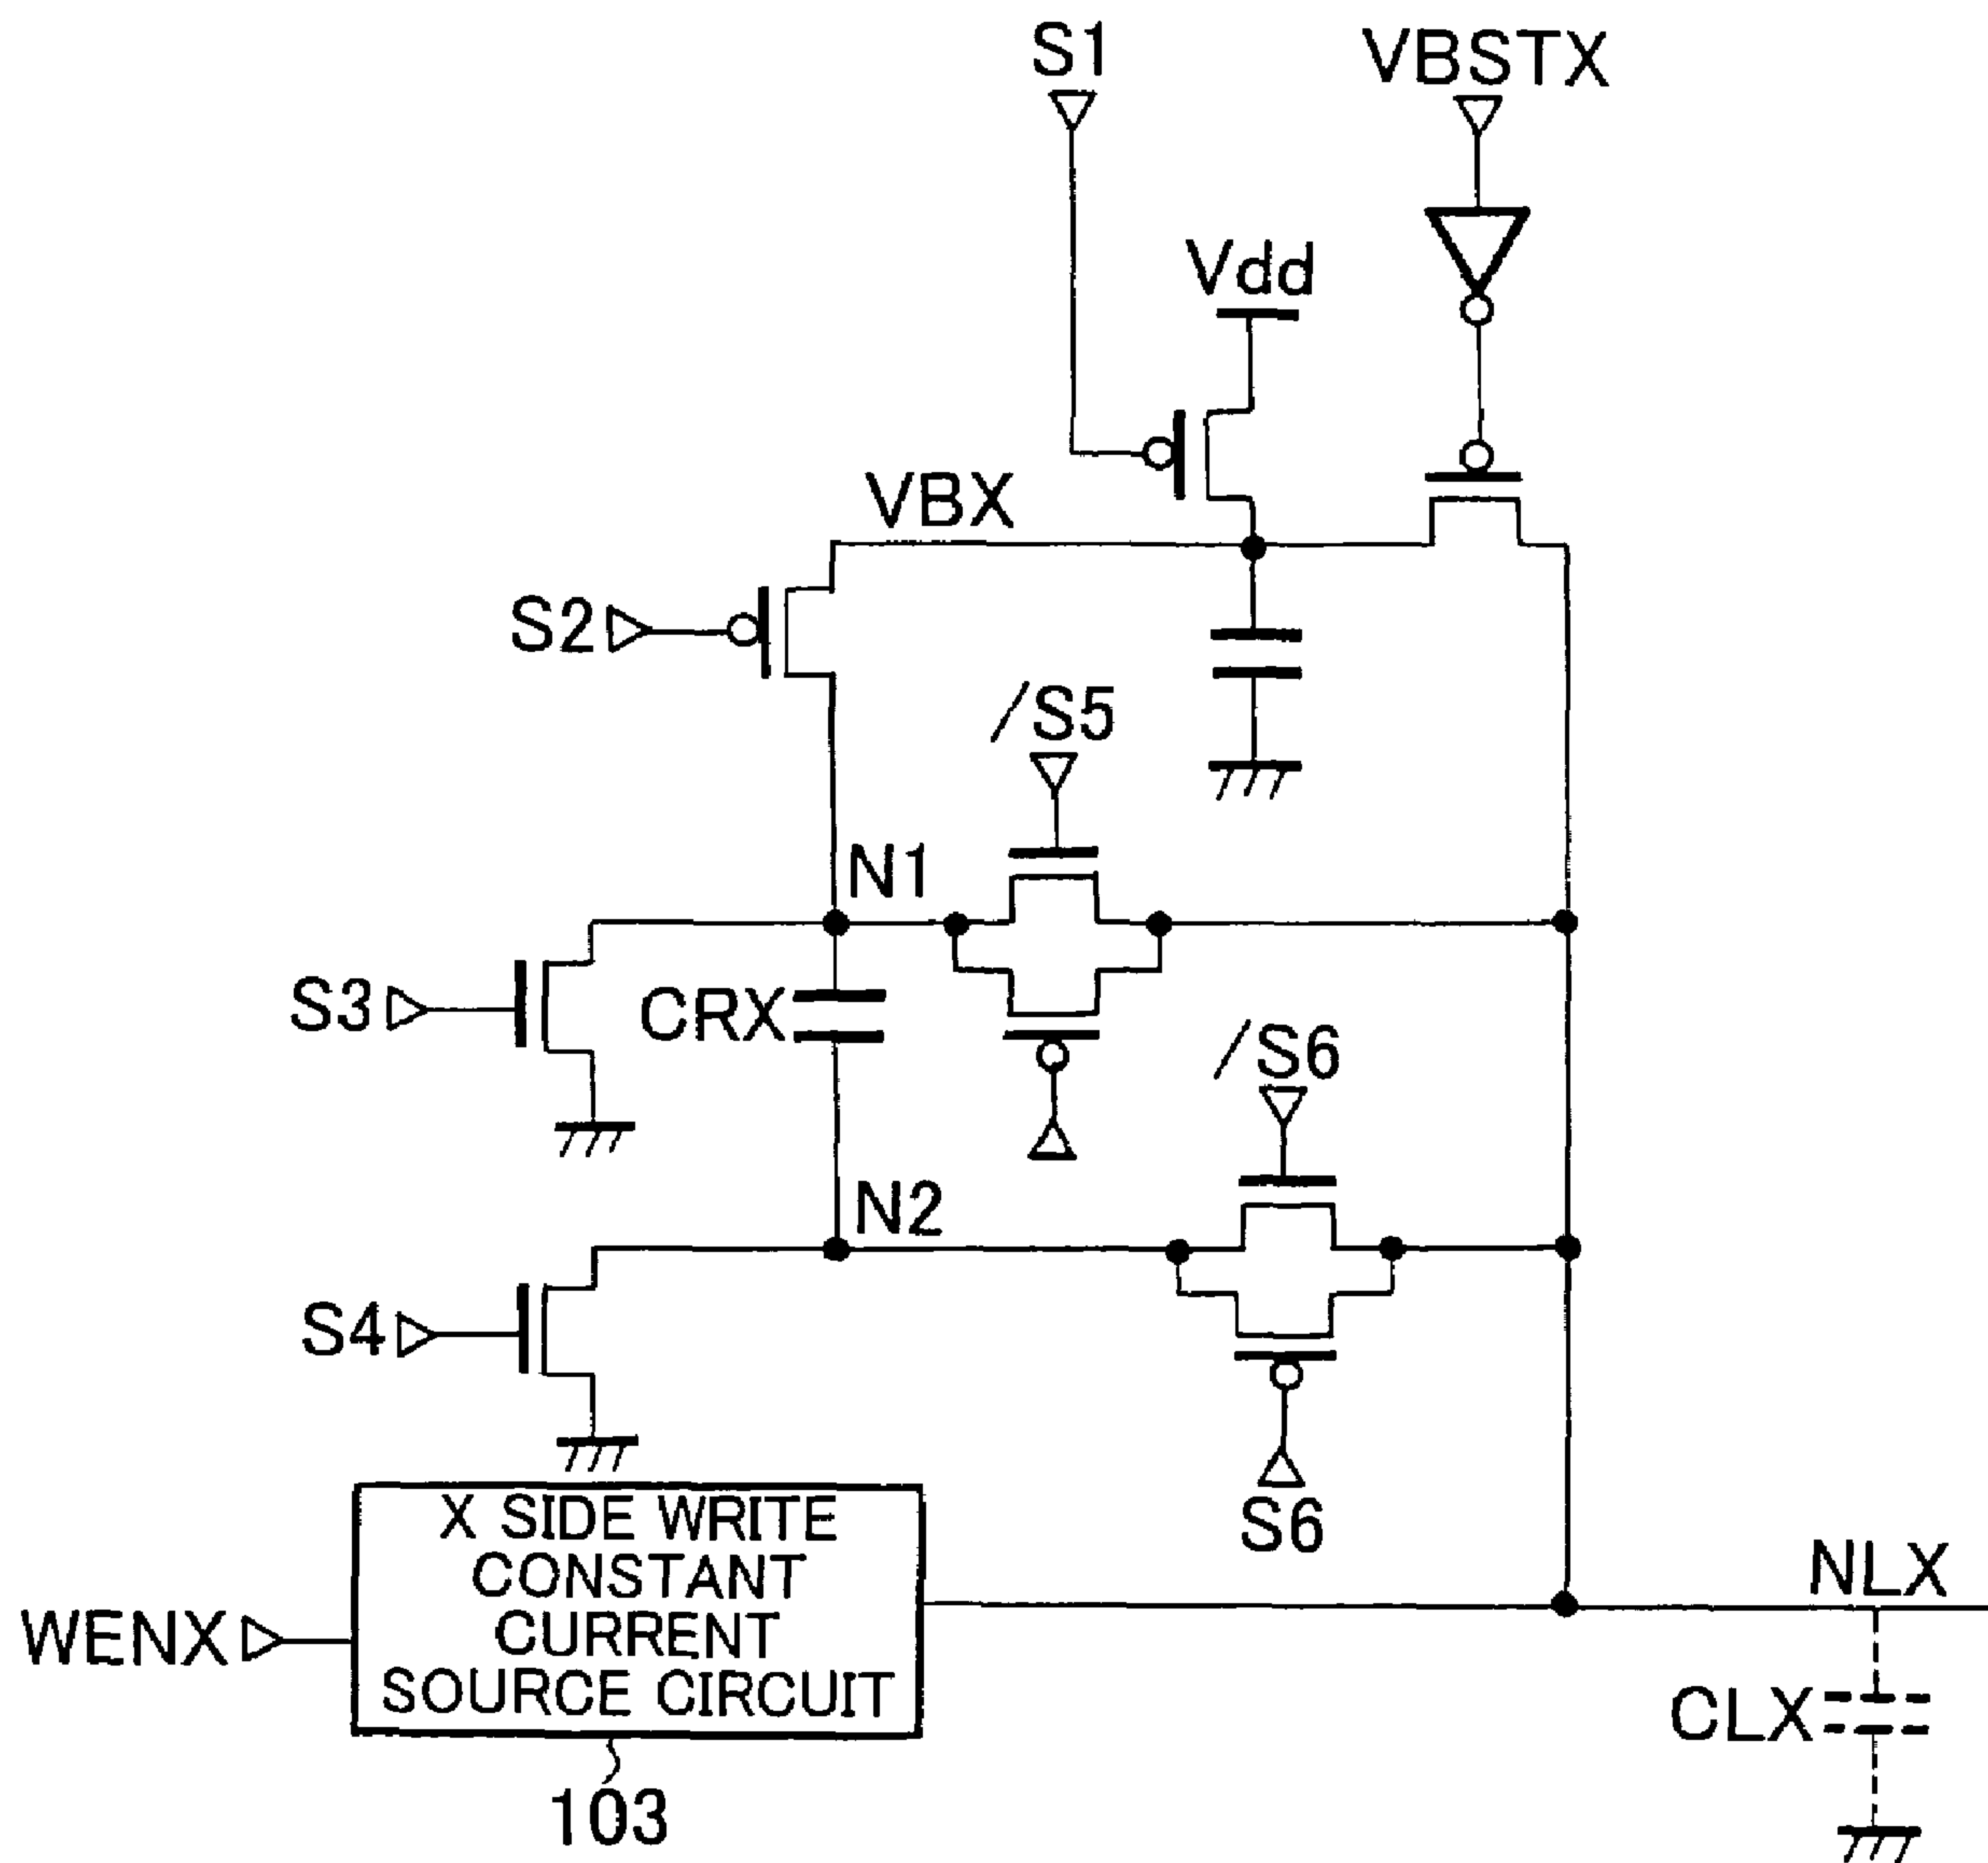 S1
VBSTX
Vdd
VBX
S2
/S5
N1
S3
CRX
/S6
N2
S4
S6
X SIDE WRITE
CONSTANT
CURRENT
SOURCE CIRCUIT
WENX
NLX
CLX
103